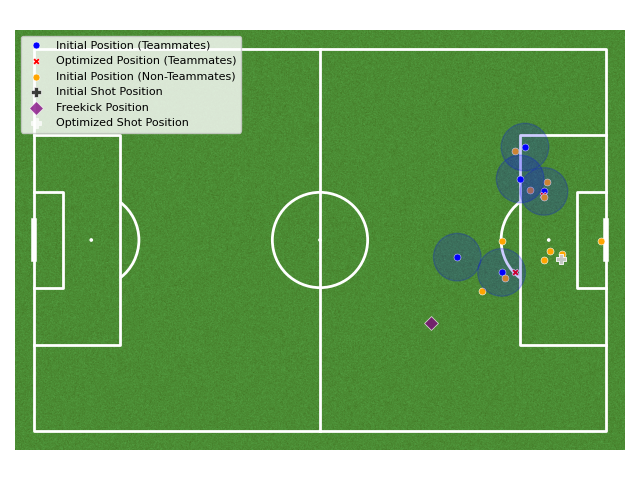 Initial Position (Teammates)
Optimized Position (Teammates)
Initial Position (Non-Teammates)
Initial Shot Position
Freekick Position
Optimized Shot Position